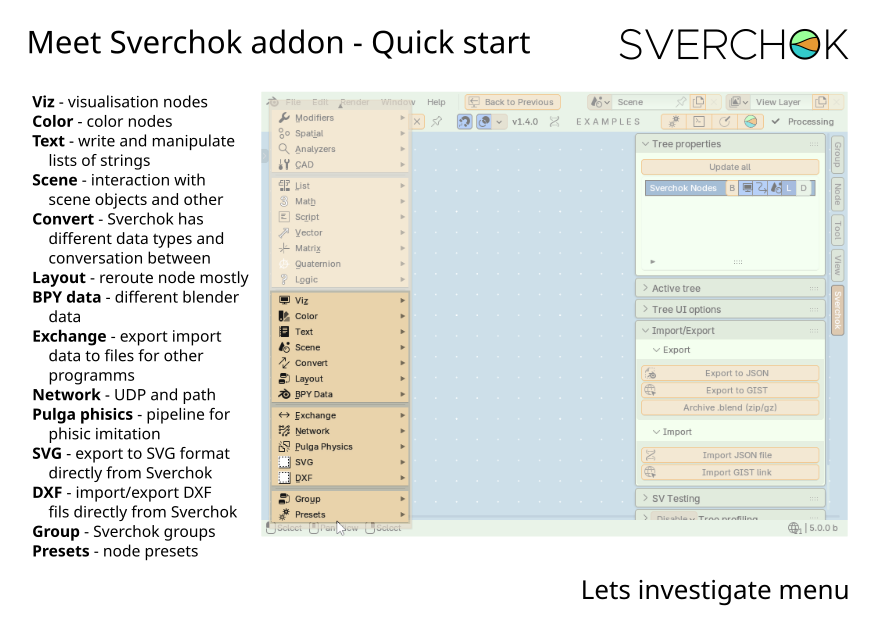 Meet Sverchok addon - Quick start
SVERCHOK
Viz - visualisation nodes
Color - color nodes
Text - write and manipulate
lists of strings
Scene - interaction with
scene objects and other
Convert - Sverchok has
different data types and
conversation between
Layout - reroute node mostly
BPY data - different blender
data
Exchange - export import
data to files for other
programms
Network - UDP and path
Pulga phisics - pipeline for
phisic imitation
SVG - export to SVG format
directly from Sverchok
DXF - import/export DXF
fils directly from Sverchok
Group - Sverchok groups
Presets - node presets
File Edit Render Window Help Back to Previous Scene View Layer
v1.4.0 EXAMPLES Processing
Modifiers
Spatial
Analyzers
CAD
List
Math
Script
Vector
Matrix
Quaternion
Logic
Viz
Color
Text
Scene
Convert
Layout
BPY Data
Exchange
Network
Pulga Physics
SVG
DXF
Group
Presets
Select Pan View Select
Tree properties
Update all
Sverchok Nodes B L D
Active tree
Tree UI options
Import/Export
Export
Export to JSON
Export to GIST
Archive .blend (zip/gz)
Import
Import JSON file
Import GIST link
SV Testing
Disable Tree profiling
Group
Node
Tool
View
Sverchok
5.0.0 b
Lets investigate menu